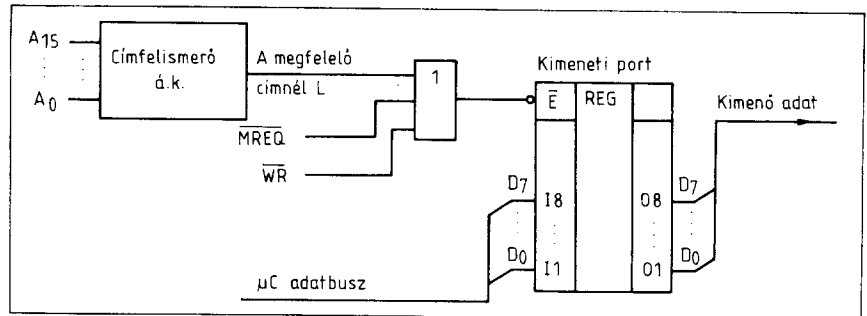 A15
A0
Címfelismerő
á.k.
A megfelelő
címnél L
MREQ
WR
1
Kimeneti port
E
REG
I8
I1
O8
O1
D7
D0
D7
D0
Kimenő adat
µC adatbusz